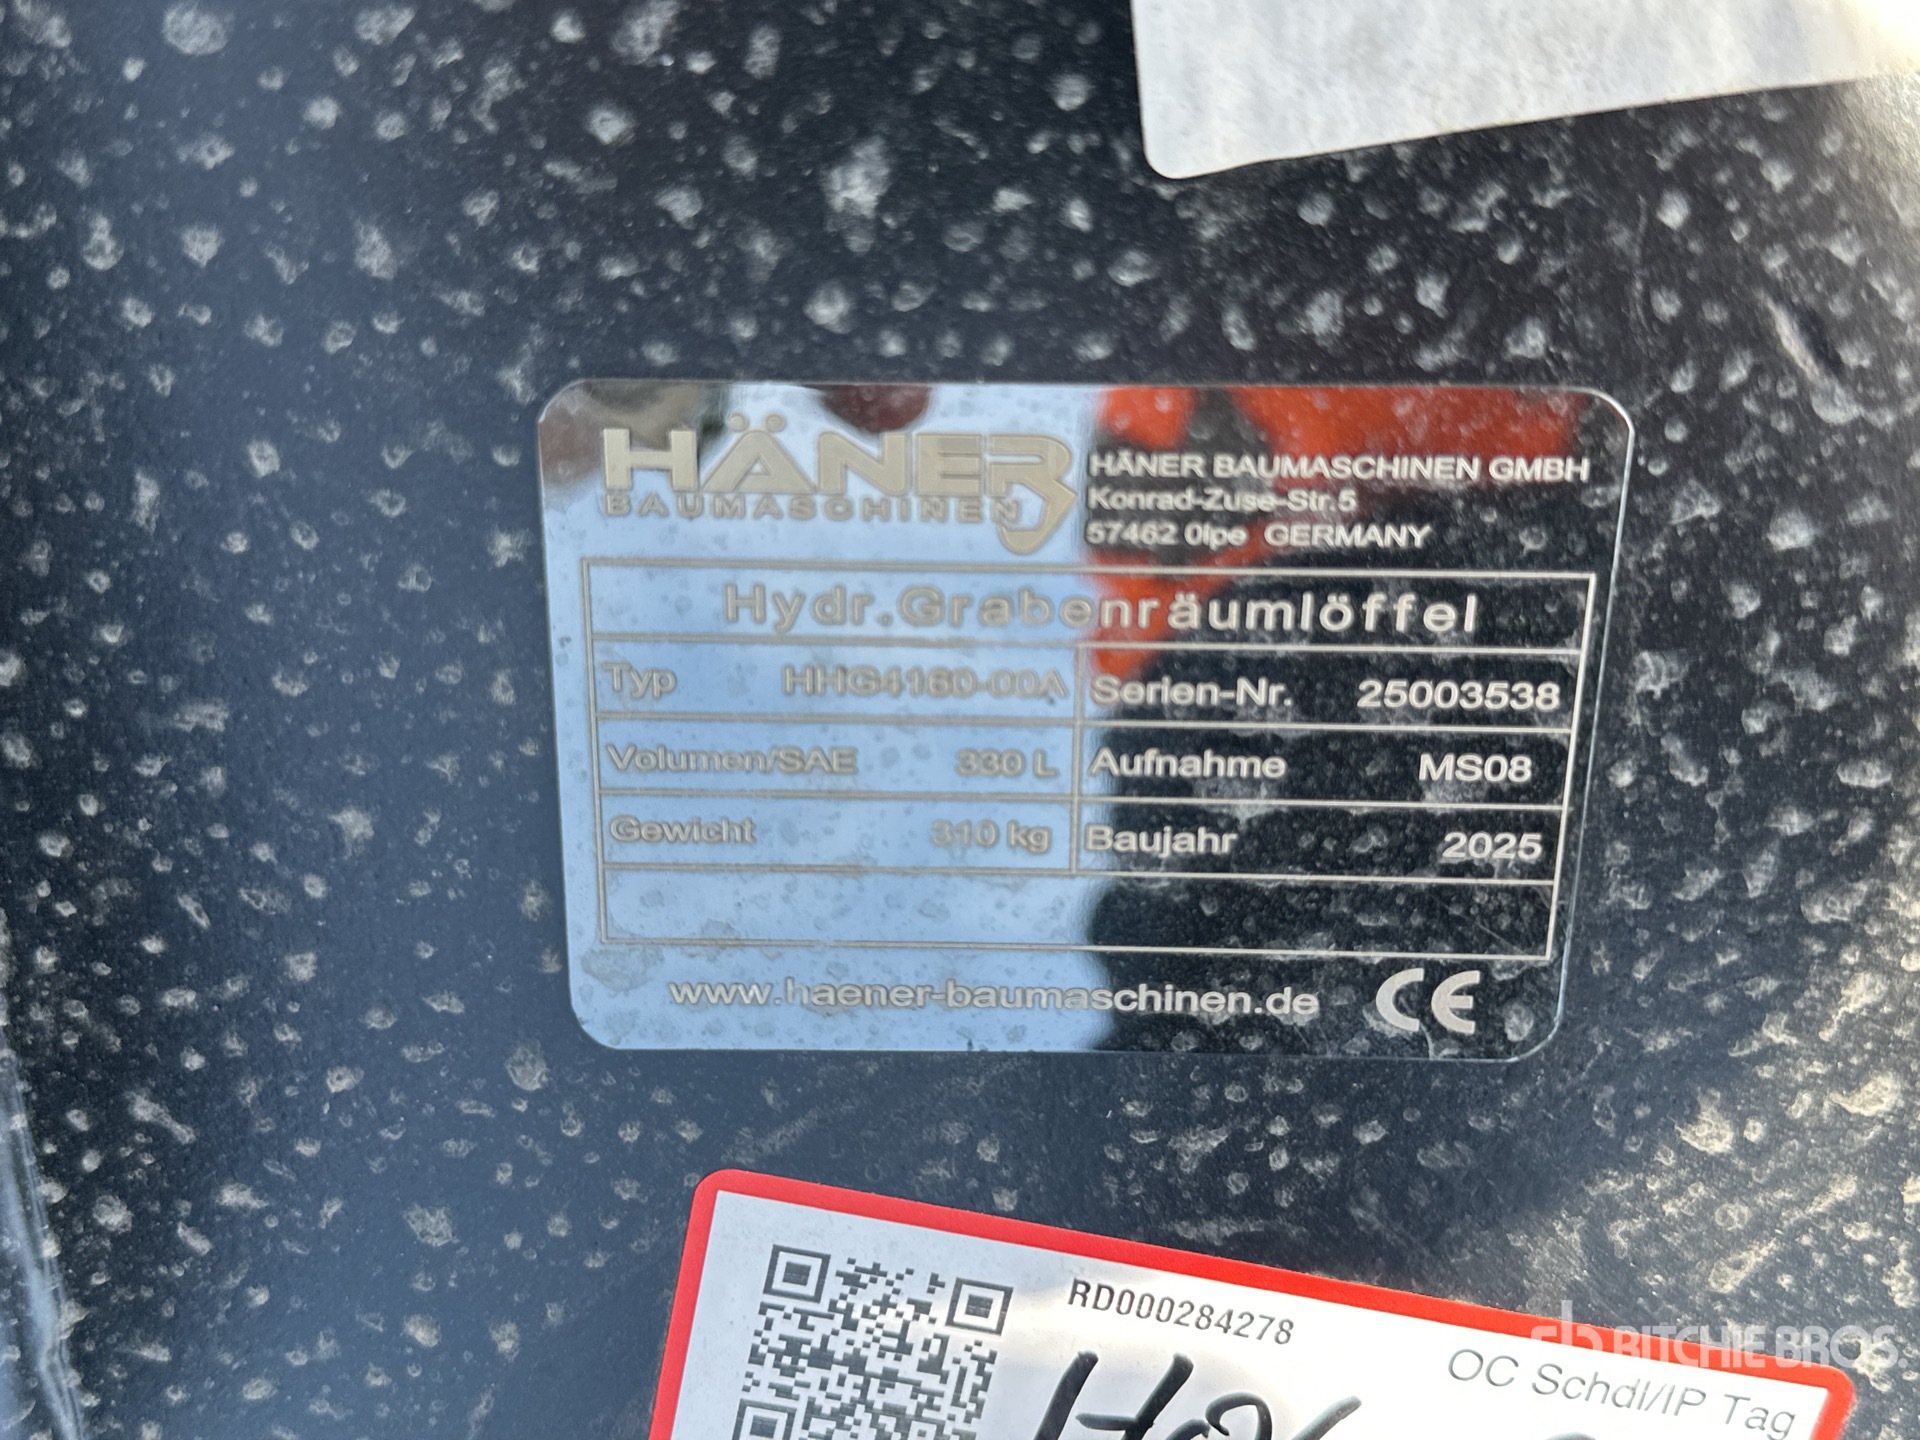 HÄNER
BAUMASCHINEN
HÄNER BAUMASCHINEN GMBH
Konrad-Zuse-Str.5
57462 Olpe GERMANY
Hydr.Grabenräumlöffel
Typ HHG4160-00A Serien-Nr. 25003538
Volumen/SAE 330 L Aufnahme MS08
Gewicht 310 kg Baujahr 2025
www.haener-baumaschinen.de CE
RD000284278
OC Schdl/IP Tag
RITCHIE BROS.